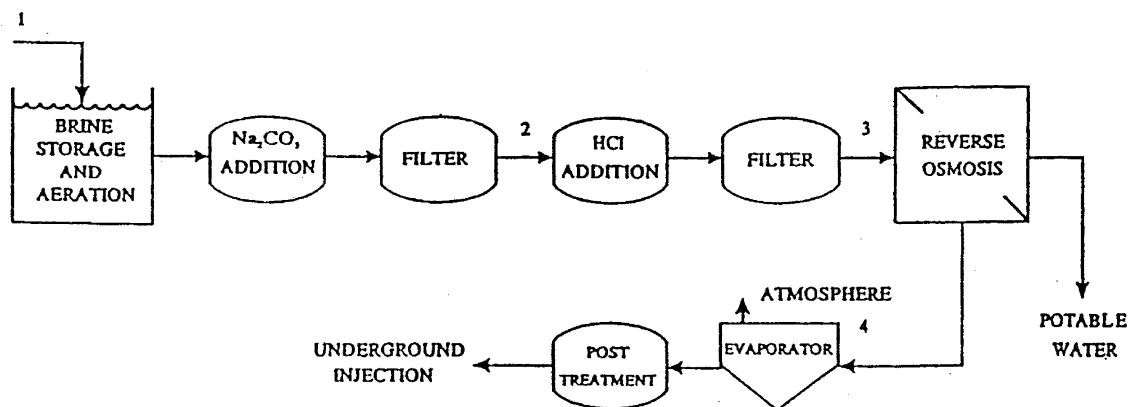 1
BRINE
STORAGE
AND
AERATION
Na₂CO₃
ADDITION
FILTER
2
HCl
ADDITION
FILTER
3
REVERSE
OSMOSIS
POTABLE
WATER
ATMOSPHERE
4
EVAPORATOR
POST
TREATMENT
UNDERGROUND
INJECTION